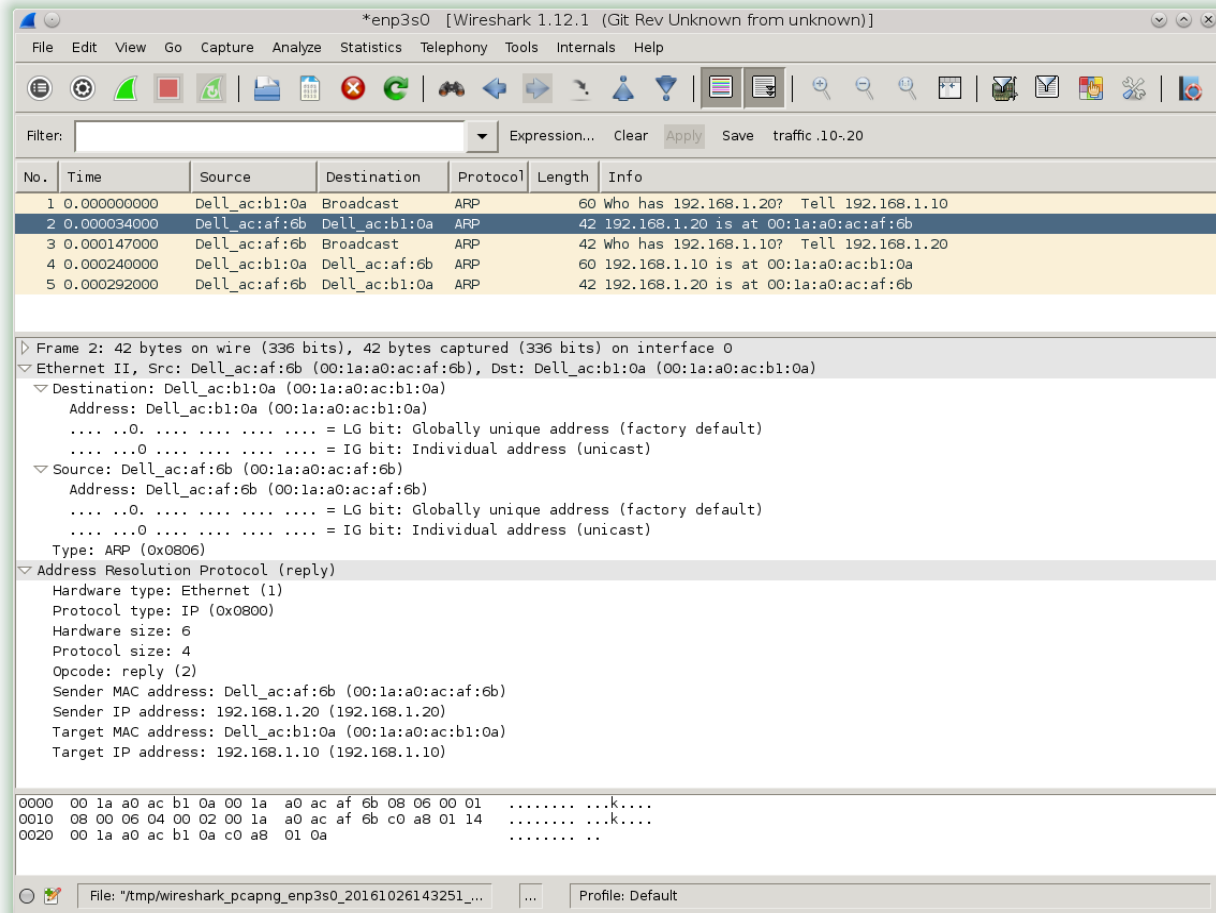 *enp3s0 [Wireshark 1.12.1 (Git Rev Unknown from unknown)]
File Edit View Go Capture Analyze Statistics Telephony Tools Internals Help
Filter: Expression... Clear Apply Save traffic .10-.20
No. Time Source Destination Protocol Length Info
1 0.000000000 Dell_ac:b1:0a Broadcast ARP 60 Who has 192.168.1.20? Tell 192.168.1.10
2 0.000034000 Dell_ac:af:6b Dell_ac:b1:0a ARP 42 192.168.1.20 is at 00:1a:a0:ac:af:6b
3 0.000147000 Dell_ac:af:6b Broadcast ARP 42 Who has 192.168.1.10? Tell 192.168.1.20
4 0.000240000 Dell_ac:b1:0a Dell_ac:af:6b ARP 60 192.168.1.10 is at 00:1a:a0:ac:b1:0a
5 0.000292000 Dell_ac:af:6b Dell_ac:b1:0a ARP 42 192.168.1.20 is at 00:1a:a0:ac:af:6b
Frame 2: 42 bytes on wire (336 bits), 42 bytes captured (336 bits) on interface 0
Ethernet II, Src: Dell_ac:af:6b (00:1a:a0:ac:af:6b), Dst: Dell_ac:b1:0a (00:1a:a0:ac:b1:0a)
Destination: Dell_ac:b1:0a (00:1a:a0:ac:b1:0a)
Address: Dell_ac:b1:0a (00:1a:a0:ac:b1:0a)
.... ..0. .... .... .... .... = LG bit: Globally unique address (factory default)
.... ...0 .... .... .... .... = IG bit: Individual address (unicast)
Source: Dell_ac:af:6b (00:1a:a0:ac:af:6b)
Address: Dell_ac:af:6b (00:1a:a0:ac:af:6b)
.... ..0. .... .... .... .... = LG bit: Globally unique address (factory default)
.... ...0 .... .... .... .... = IG bit: Individual address (unicast)
Type: ARP (0x0806)
Address Resolution Protocol (reply)
Hardware type: Ethernet (1)
Protocol type: IP (0x0800)
Hardware size: 6
Protocol size: 4
Opcode: reply (2)
Sender MAC address: Dell_ac:af:6b (00:1a:a0:ac:af:6b)
Sender IP address: 192.168.1.20 (192.168.1.20)
Target MAC address: Dell_ac:b1:0a (00:1a:a0:ac:b1:0a)
Target IP address: 192.168.1.10 (192.168.1.10)
0000 00 1a a0 ac b1 0a 00 1a a0 ac af 6b 08 06 00 01 ........ ...k....
0010 08 00 06 04 00 02 00 1a a0 ac af 6b c0 a8 01 14 ........ ...k....
0020 00 1a a0 ac b1 0a c0 a8 01 0a ........ ..
File: "/tmp/wireshark_pcapng_enp3s0_20161026143251_... ... Profile: Default